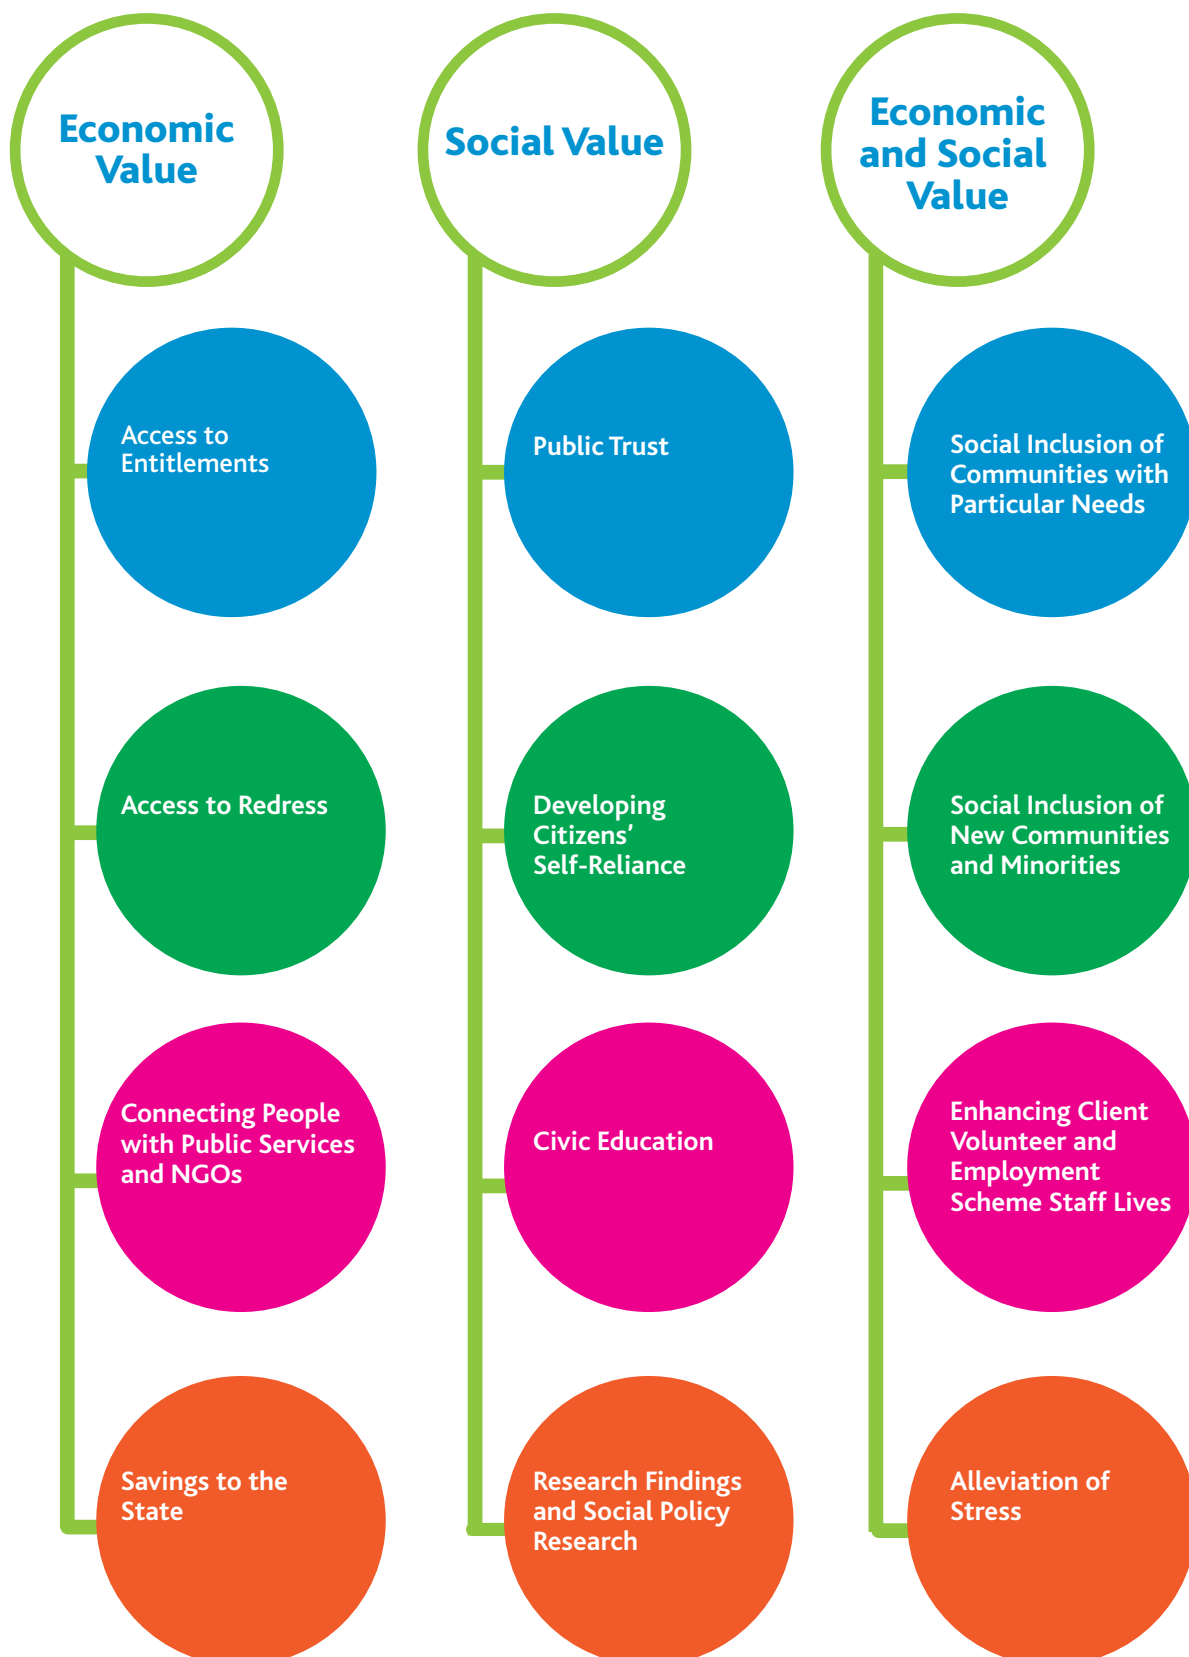 Economic
Value
Access to
Entitlements
Access to Redress
Connecting People
with Public Services
and NGOs
Savings to the
State
Social Value
Public Trust
Developing
Citizens'
Self-Reliance
Civic Education
Research Findings
and Social Policy
Research
Economic
and Social
Value
Social Inclusion of
Communities with
Particular Needs
Social Inclusion of
New Communities
and Minorities
Enhancing Client
Volunteer and
Employment
Scheme Staff Lives
Alleviation of
Stress